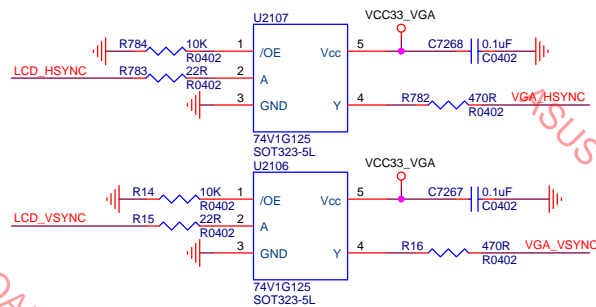 U2107
VCC33_VGA
R784 10K 1 /OE Vcc 5 C7268 0.1uF
R0402 C0402
LCD_HSYNC R783 22R 2 A
R0402
3 GND Y 4 R782 470R VGA_HSYNC
R0402
74V1G125
SOT323-5L
ASUS
U2106
VCC33_VGA
R14 10K 1 /OE Vcc 5 C7267 0.1uF
R0402 C0402
LCD_VSYNC R15 22R 2 A
R0402
3 GND Y 4 R16 470R VGA_VSYNC
R0402
74V1G125
SOT323-5L